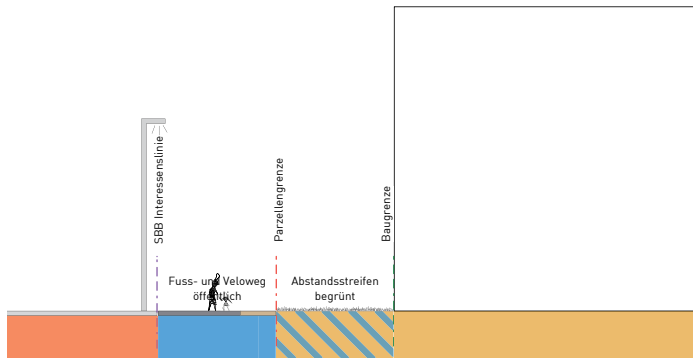 SBB Interessenslinie
Parzellengrenze
Baugrenze
Fuss- und Veloweg
öffentlich
Abstandsstreifen
begrünt